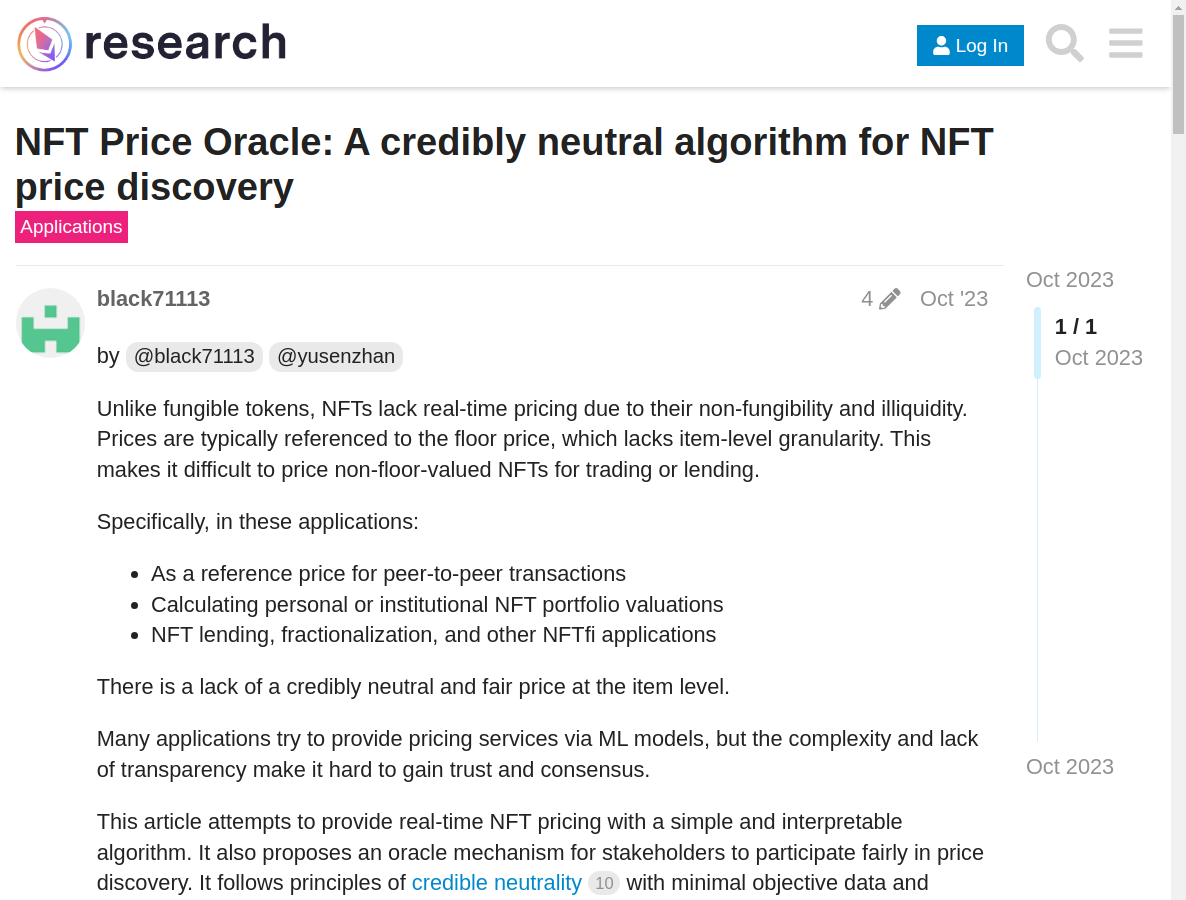 research
Log In
NFT Price Oracle: A credibly neutral algorithm for NFT
price discovery
Applications
black71113
4
Oct '23
by @black71113 @yusenzhan
Unlike fungible tokens, NFTs lack real-time pricing due to their non-fungibility and illiquidity.
Prices are typically referenced to the floor price, which lacks item-level granularity. This
makes it difficult to price non-floor-valued NFTs for trading or lending.
Specifically, in these applications:
As a reference price for peer-to-peer transactions
Calculating personal or institutional NFT portfolio valuations
NFT lending, fractionalization, and other NFTfi applications
There is a lack of a credibly neutral and fair price at the item level.
Many applications try to provide pricing services via ML models, but the complexity and lack
of transparency make it hard to gain trust and consensus.
This article attempts to provide real-time NFT pricing with a simple and interpretable
algorithm. It also proposes an oracle mechanism for stakeholders to participate fairly in price
discovery. It follows principles of credible neutrality 10 with minimal objective data and
Oct 2023
1 / 1
Oct 2023
Oct 2023